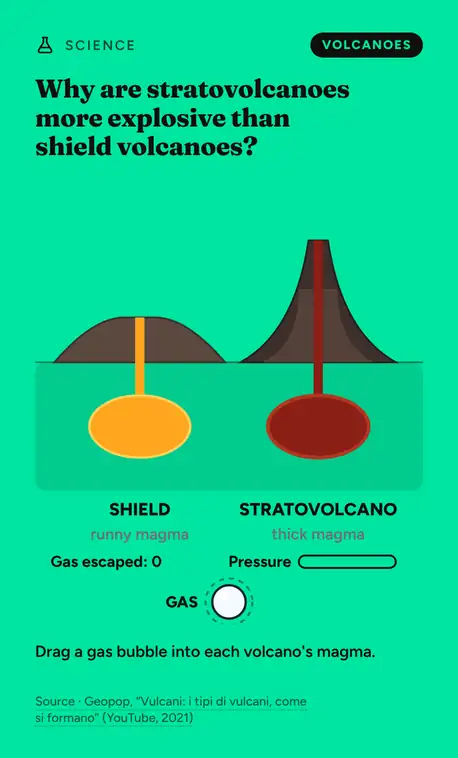 SCIENCE
VOLCANOES
Why are stratovolcanoes
more explosive than
shield volcanoes?
SHIELD
STRATOVOLCANO
runny magma
thick magma
Gas escaped: 0
Pressure
GAS
Drag a gas bubble into each volcano's magma.
Source · Geopop, “Vulcani: i tipi di vulcani, come
si formano” (YouTube, 2021)